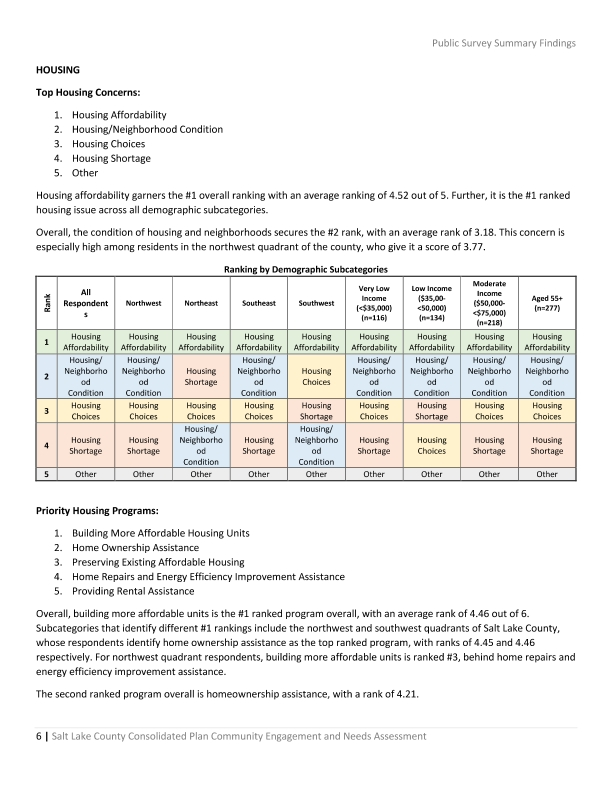 Public Survey Summary Findings
HOUSING
Top Housing Concerns:
1. Housing Affordability
2. Housing/Neighborhood Condition
3. Housing Choices
4. Housing Shortage
5. Other
Housing affordability garners the #1 overall ranking with an average ranking of 4.52 out of 5. Further, it is the #1 ranked
housing issue across all demographic subcategories.
Overall, the condition of housing and neighborhoods secures the #2 rank, with an average rank of 3.18. This concern is
especially high among residents in the northwest quadrant of the county, who give it a score of 3.77.
Ranking by Demographic Subcategories
Rank
All
Respondent
s
Northwest
Northeast
Southeast
Southwest
Very Low
Income
(<$35,000)
(n=116)
Low Income
($35,00-
<50,000)
(n=134)
Moderate
Income
($50,000-
<$75,000)
(n=218)
Aged 55+
(n=277)
1
Housing
Affordability
Housing
Affordability
Housing
Affordability
Housing
Affordability
Housing
Affordability
Housing
Affordability
Housing
Affordability
Housing
Affordability
Housing
Affordability
2
Housing/
Neighborho
od
Condition
Housing/
Neighborho
od
Condition
Housing
Shortage
Housing/
Neighborho
od
Condition
Housing
Choices
Housing/
Neighborho
od
Condition
Housing/
Neighborho
od
Condition
Housing/
Neighborho
od
Condition
Housing/
Neighborho
od
Condition
3
Housing
Choices
Housing
Choices
Housing
Choices
Housing
Choices
Housing
Shortage
Housing
Choices
Housing
Shortage
Housing
Choices
Housing
Choices
4
Housing
Shortage
Housing
Shortage
Housing/
Neighborho
od
Condition
Housing
Shortage
Housing/
Neighborho
od
Condition
Housing
Shortage
Housing
Choices
Housing
Shortage
Housing
Shortage
5
Other
Other
Other
Other
Other
Other
Other
Other
Other
Priority Housing Programs:
1. Building More Affordable Housing Units
2. Home Ownership Assistance
3. Preserving Existing Affordable Housing
4. Home Repairs and Energy Efficiency Improvement Assistance
5. Providing Rental Assistance
Overall, building more affordable units is the #1 ranked program overall, with an average rank of 4.46 out of 6.
Subcategories that identify different #1 rankings include the northwest and southwest quadrants of Salt Lake County,
whose respondents identify home ownership assistance as the top ranked program, with ranks of 4.45 and 4.46
respectively. For northwest quadrant respondents, building more affordable units is ranked #3, behind home repairs and
energy efficiency improvement assistance.
The second ranked program overall is homeownership assistance, with a rank of 4.21.
6 | Salt Lake County Consolidated Plan Community Engagement and Needs Assessment